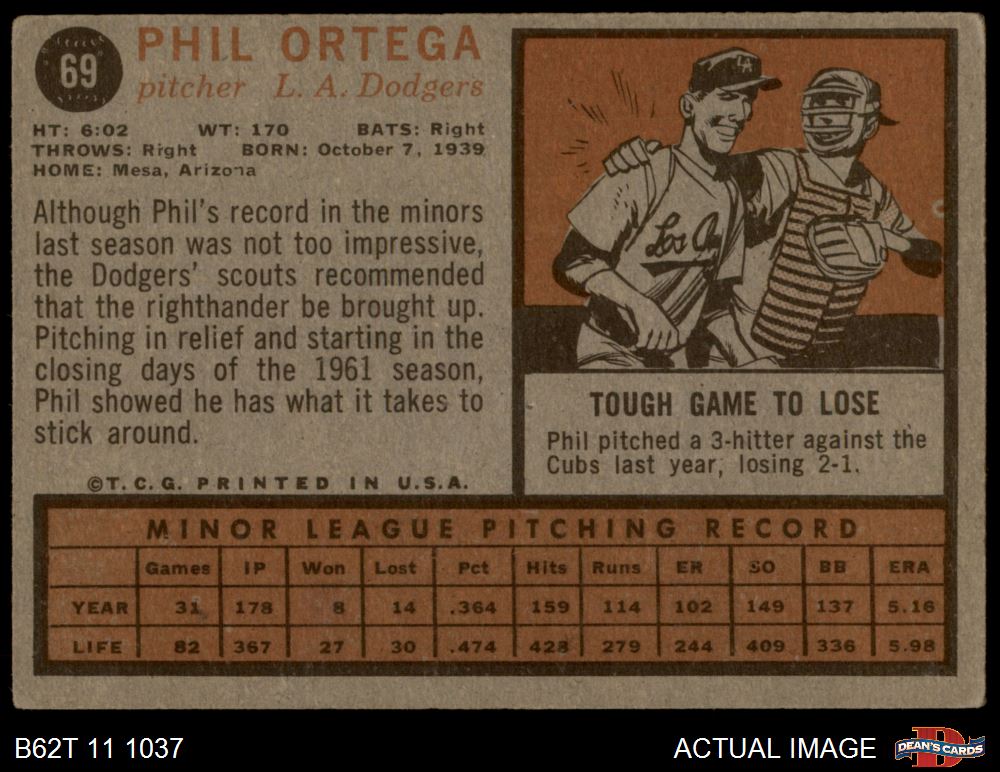 69
PHIL ORTEGA
pitcher L. A. Dodgers
HT: 6:02 WT: 170 BATS: Right
THROWS: Right BORN: October 7, 1939
HOME: Mesa, Arizona
Although Phil's record in the minors
last season was not too impressive,
the Dodgers' scouts recommended
that the righthander be brought up.
Pitching in relief and starting in the
closing days of the 1961 season,
Phil showed he has what it takes to
stick around.
©T. C. G. PRINTED IN U.S.A.
LA
Los An
TOUGH GAME TO LOSE
Phil pitched a 3-hitter against the
Cubs last year, losing 2-1.
MINOR LEAGUE PITCHING RECORD
Games IP Won Lost Pct Hits Runs ER SO BB ERA
YEAR 31 178 8 14 .364 159 114 102 149 137 5.16
LIFE 82 367 27 30 .474 428 279 244 409 336 5.98
B62T 11 1037
ACTUAL IMAGE
D
DEAN'S CARDS